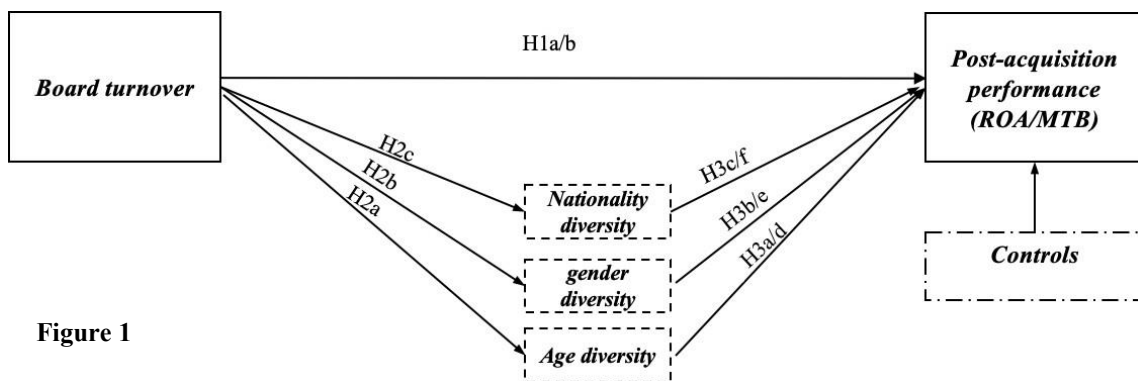 H1a/b
Board turnover
Post-acquisition
performance
(ROA/MTB)
H2c
H2b
H2a
Nationality
diversity
gender
diversity
Age diversity
H3c/f
H3b/e
H3a/d
Controls
Figure 1